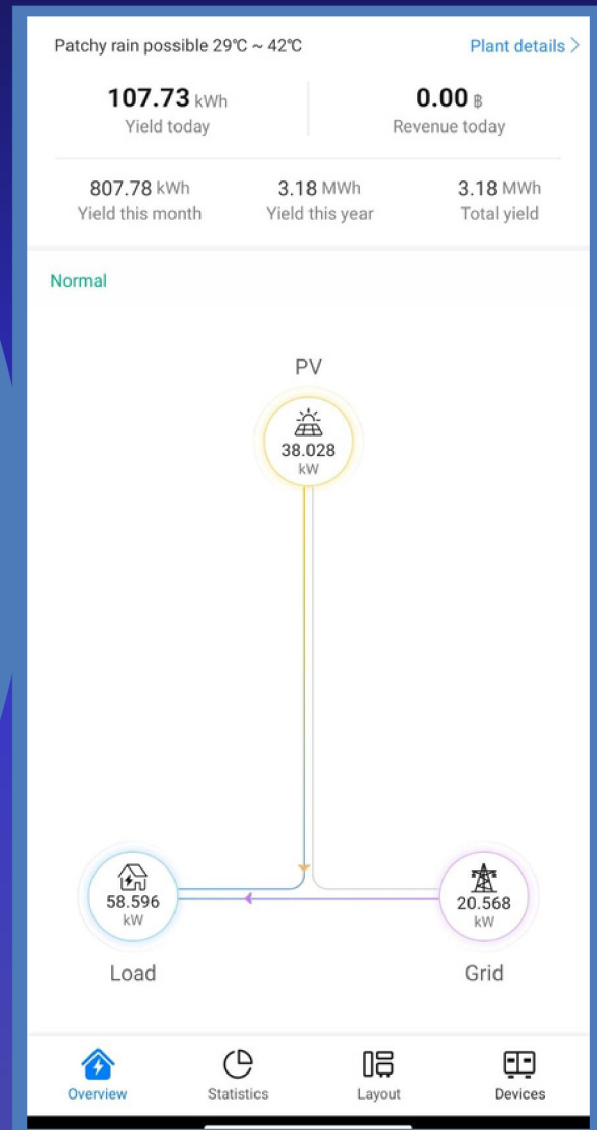 Patchy rain possible 29℃ ~ 42℃ Plant details >
107.73 kWh 0.00 ฿
Yield today Revenue today
807.78 kWh 3.18 MWh 3.18 MWh
Yield this month Yield this year Total yield
Normal
PV
38.028
kW
58.596 20.568
kW kW
Load Grid
Overview Statistics Layout Devices